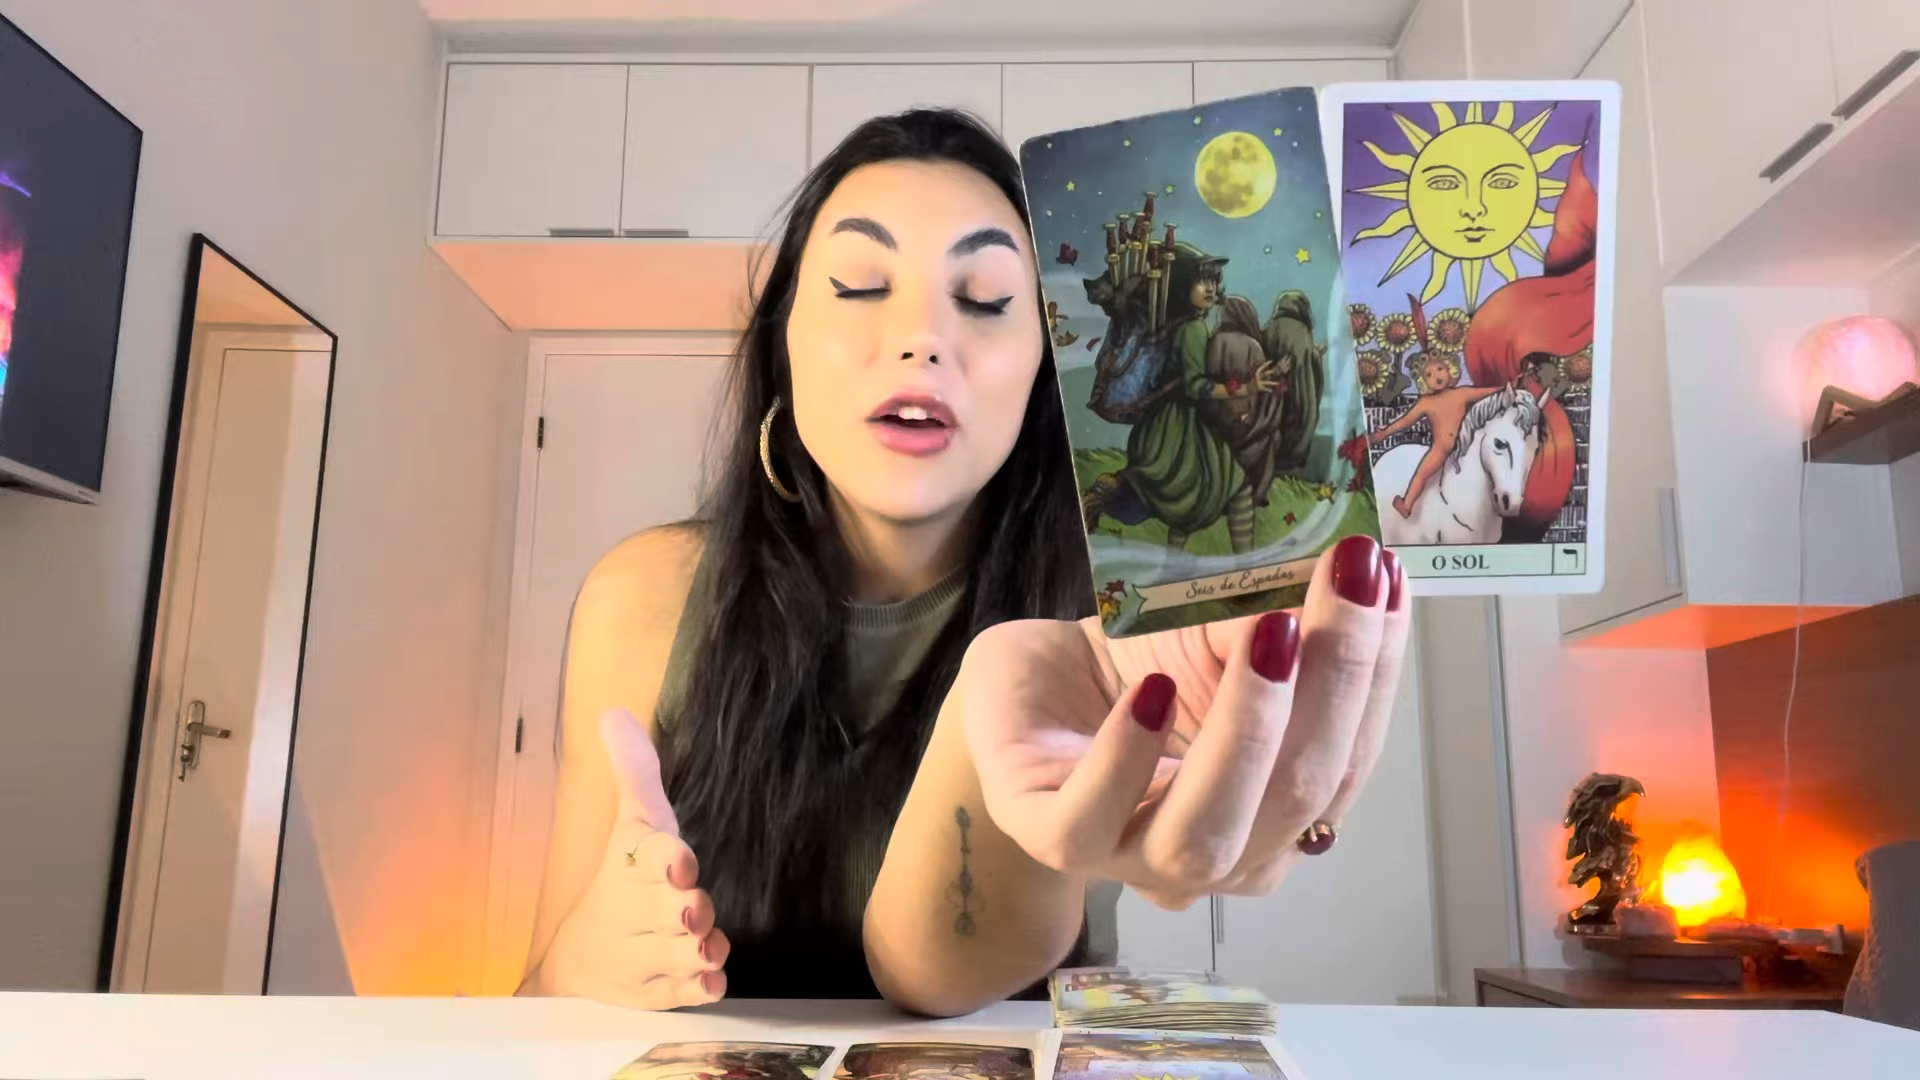 Seis de Espadas
O SOL
ר